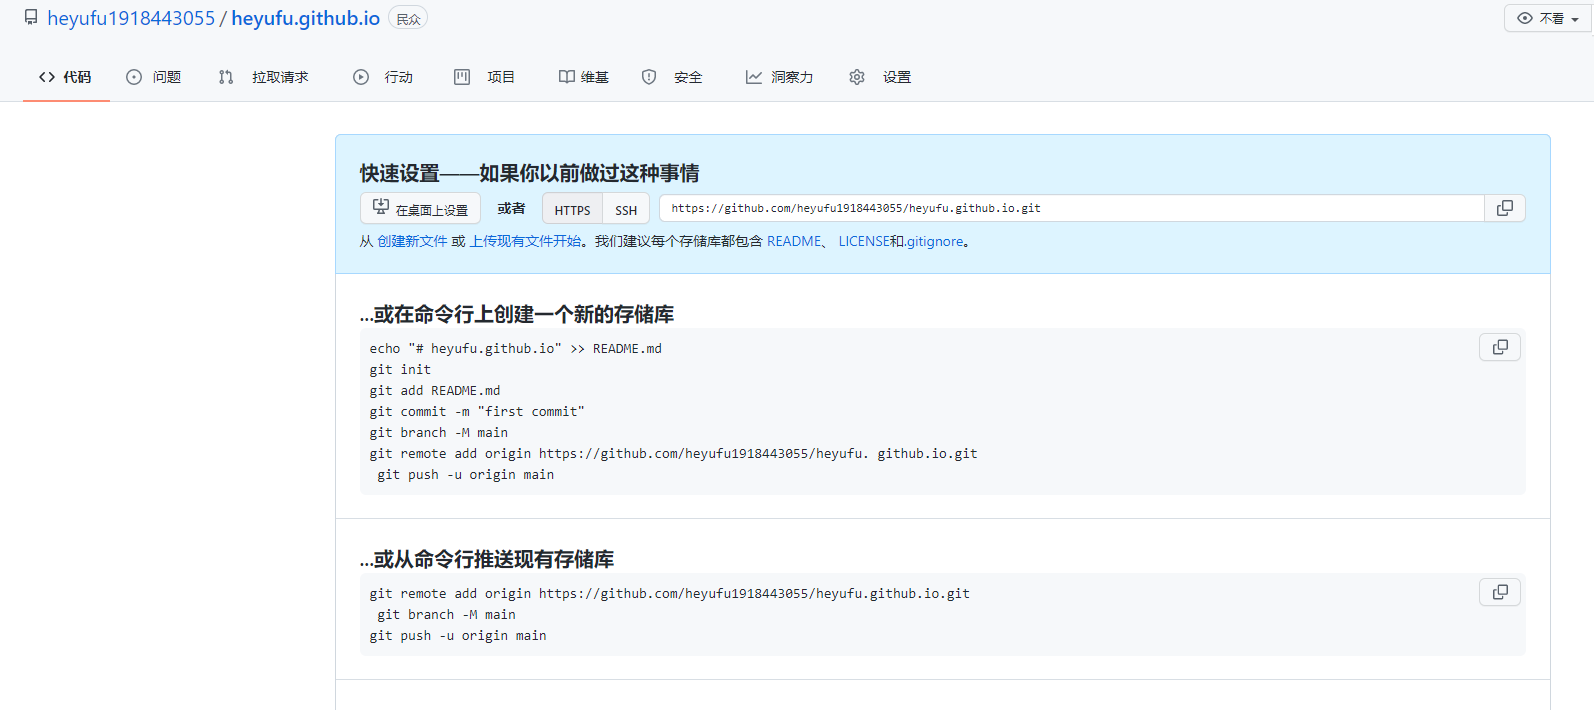 heyufu1918443055 / heyufu.github.io 民众
不看
代码 问题 拉取请求 行动 项目 维基 安全 洞察力 设置
快速设置——如果你以前做过这种事情
在桌面上设置 或者 HTTPS SSH https://github.com/heyufu1918443055/heyufu.github.io.git
从 创建新文件 或 上传现有文件开始。我们建议每个存储库都包含 README、 LICENSE和.gitignore。
...或在命令行上创建一个新的存储库
echo "# heyufu.github.io" >> README.md
git init
git add README.md
git commit -m "first commit"
git branch -M main
git remote add origin https://github.com/heyufu1918443055/heyufu. github.io.git
git push -u origin main
...或从命令行推送现有存储库
git remote add origin https://github.com/heyufu1918443055/heyufu.github.io.git
git branch -M main
git push -u origin main